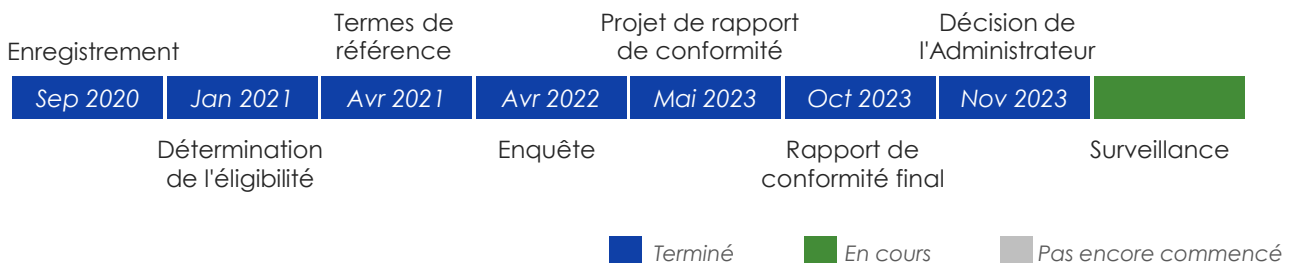 Enregistrement
Termes de
référence
Projet de rapport
de conformité
Décision de
l'Administrateur
Sep 2020
Jan 2021
Avr 2021
Avr 2022
Mai 2023
Oct 2023
Nov 2023
Détermination
de l'éligibilité
Enquête
Rapport de
conformité final
Surveillance
Terminé
En cours
Pas encore commencé